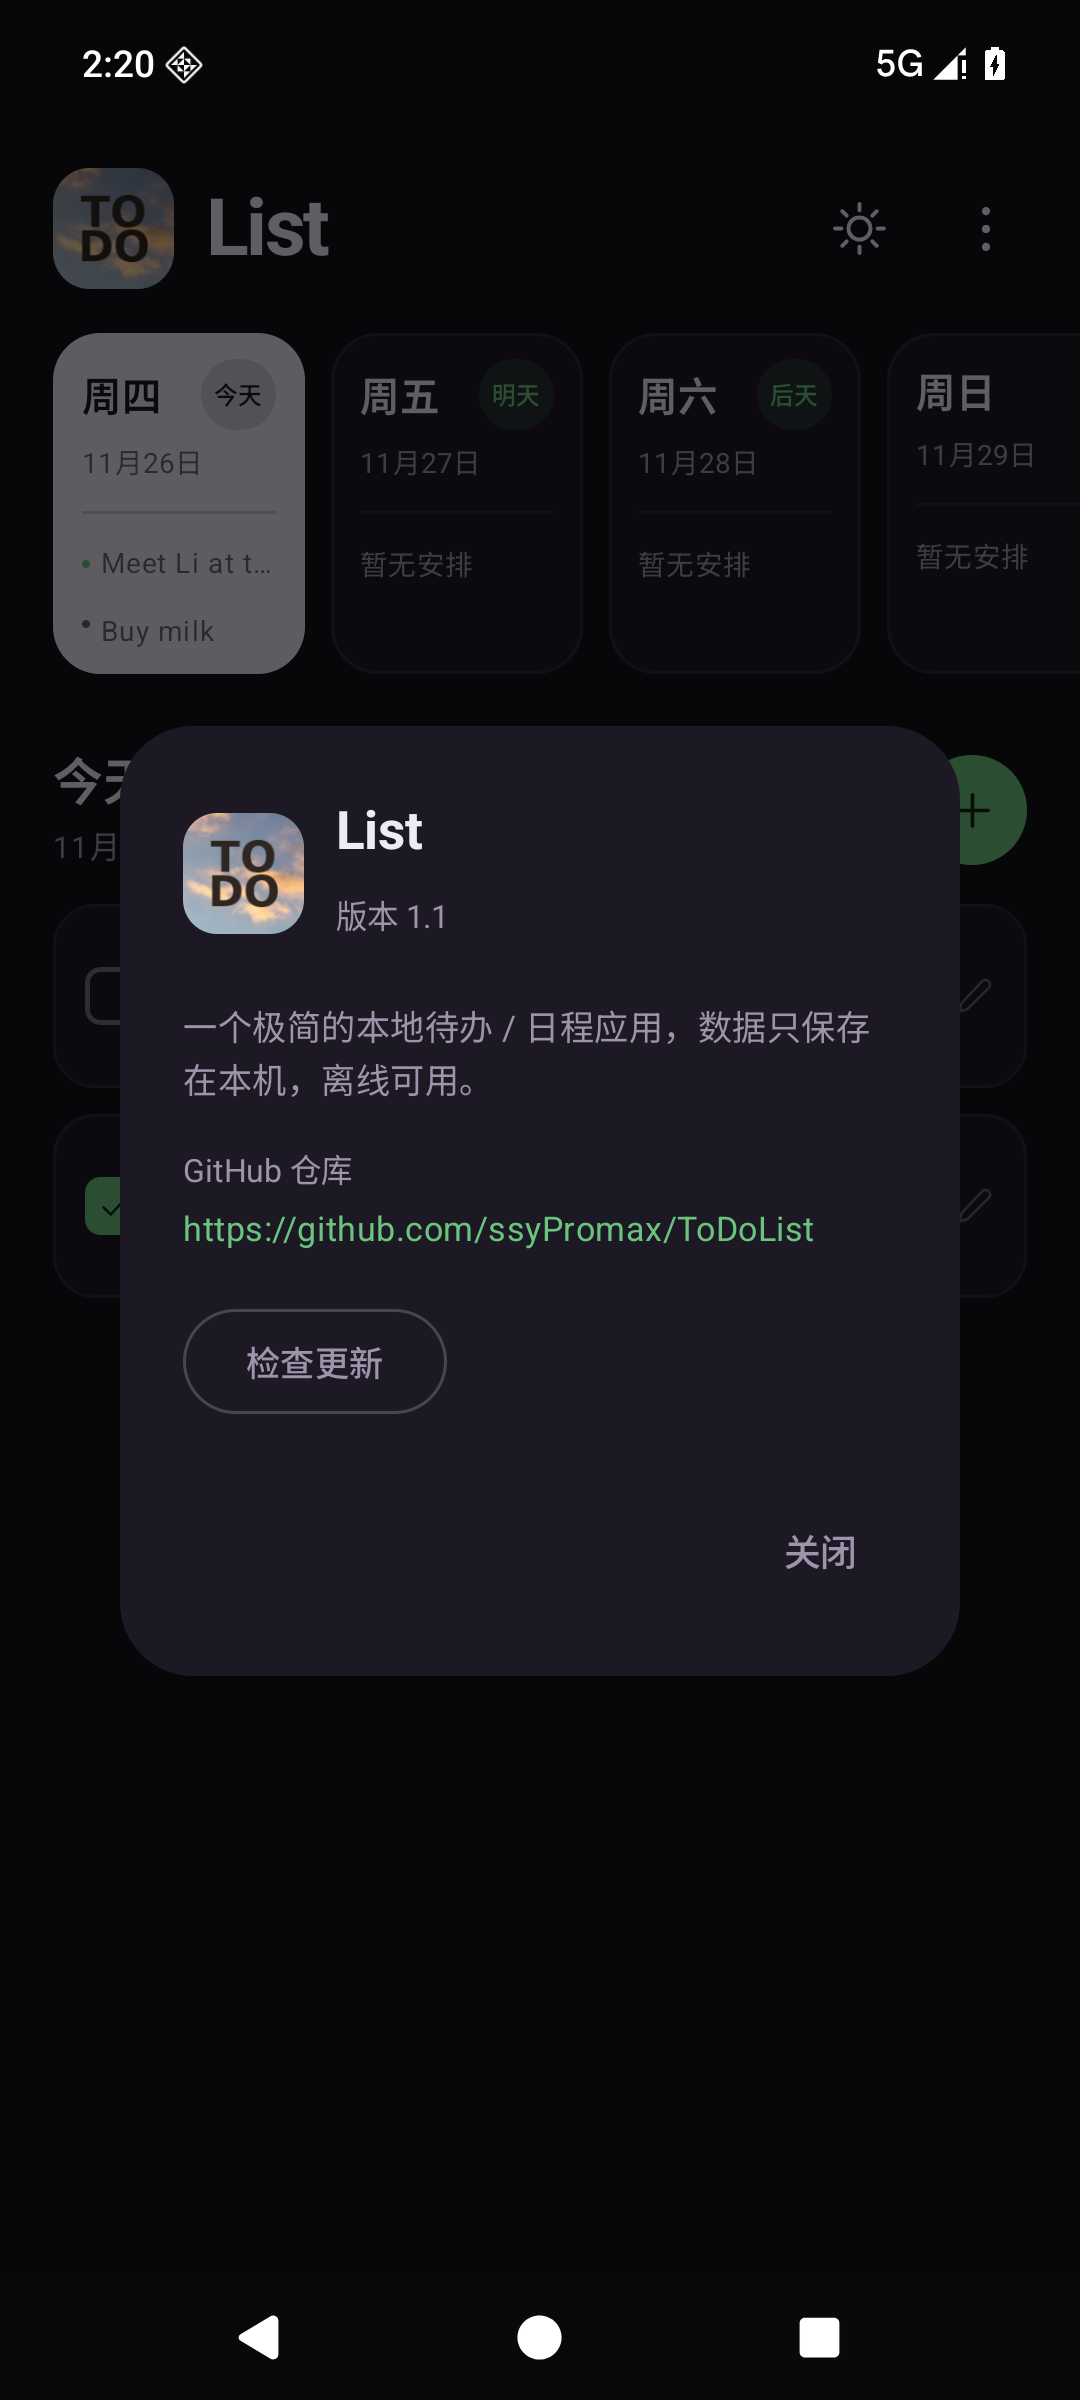 2:20
5G
TO
DO
List
周四
今天
周五
明天
周六
后天
周日
11月26日
11月27日
11月28日
11月29日
Meet Li at t...
暂无安排
暂无安排
暂无安排
Buy milk
今天
11月
TO
DO
List
版本 1.1
一个极简的本地待办 / 日程应用，数据只保存
在本机，离线可用。
GitHub 仓库
https://github.com/ssyPromax/ToDoList
检查更新
关闭